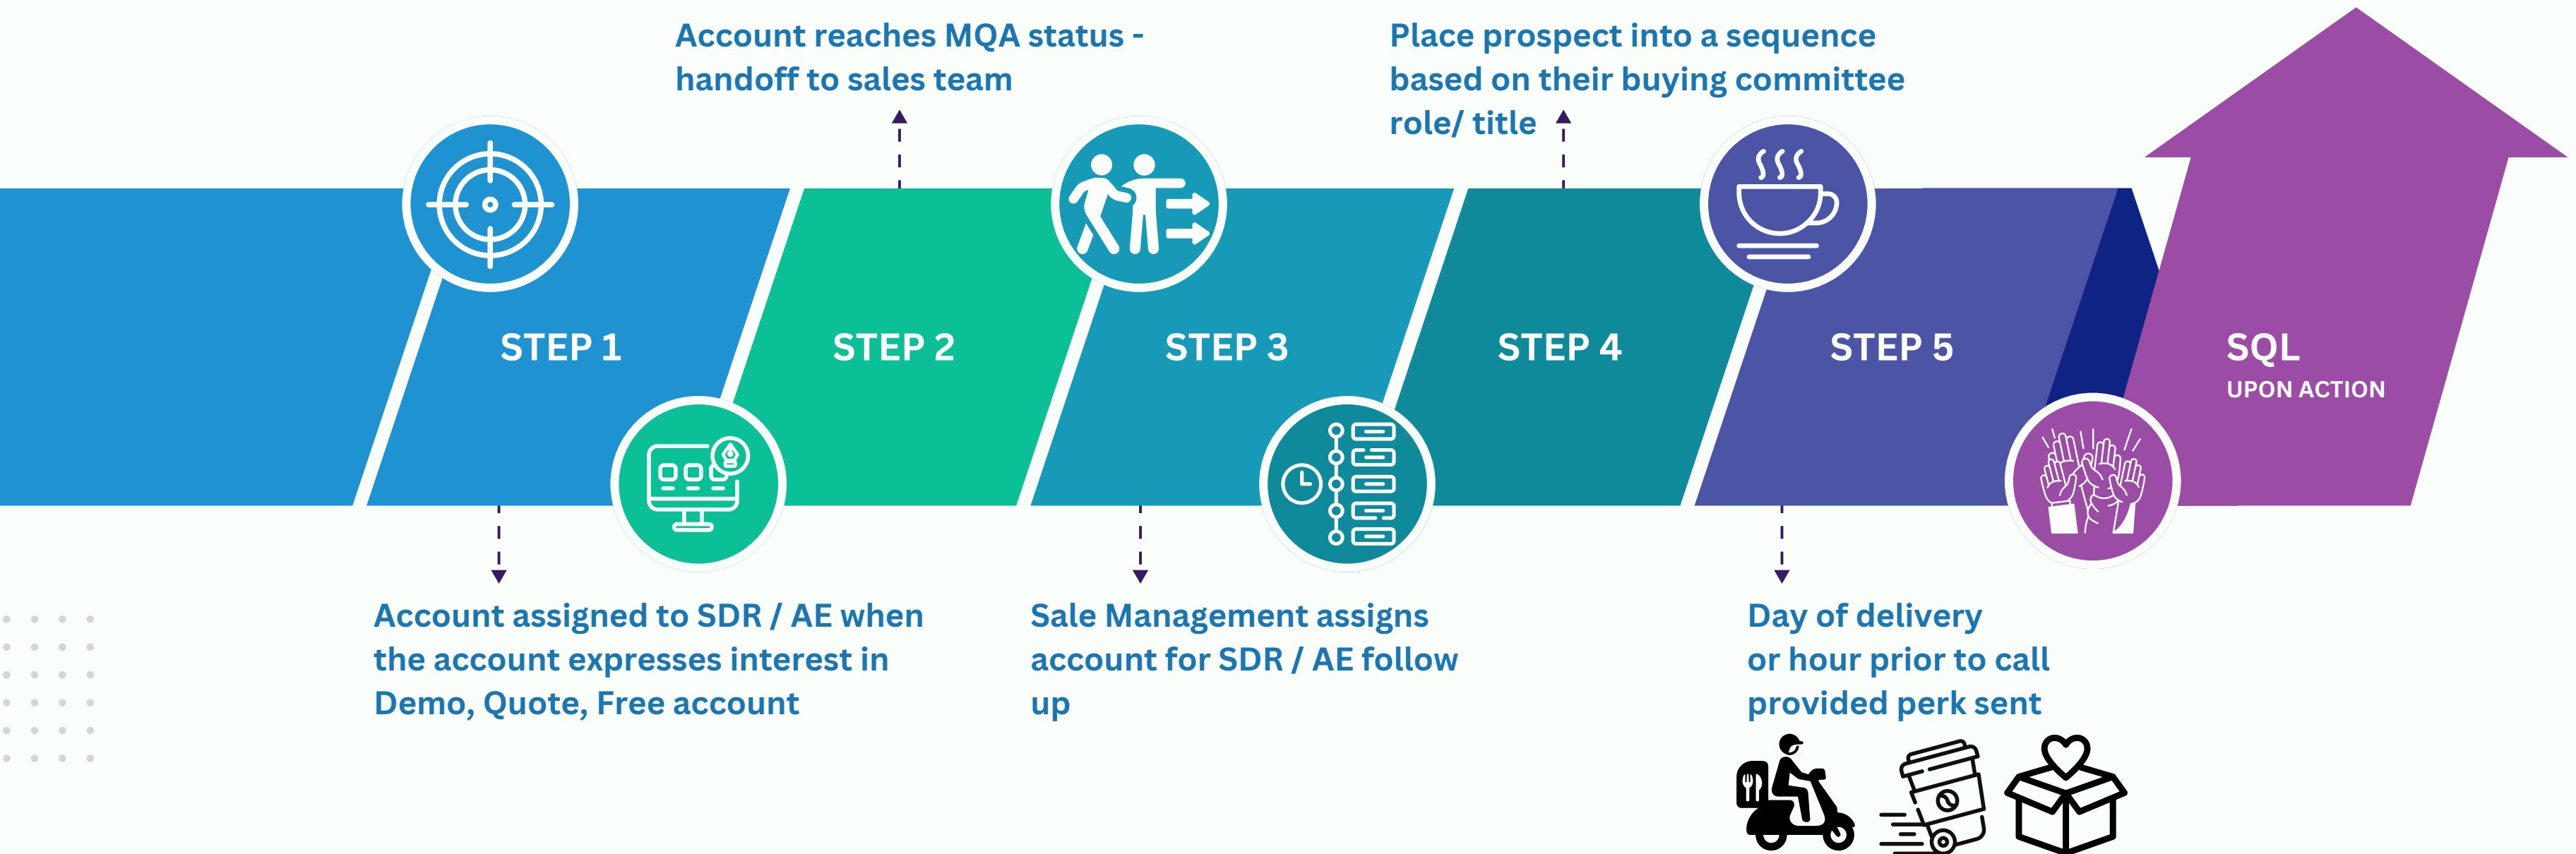 Account reaches MQA status -
handoff to sales team
Place prospect into a sequence
based on their buying committee
role/ title
STEP 1
STEP 2
STEP 3
STEP 4
STEP 5
SQL
UPON ACTION
Account assigned to SDR / AE when
the account expresses interest in
Demo, Quote, Free account
Sale Management assigns
account for SDR / AE follow
up
Day of delivery
or hour prior to call
provided perk sent